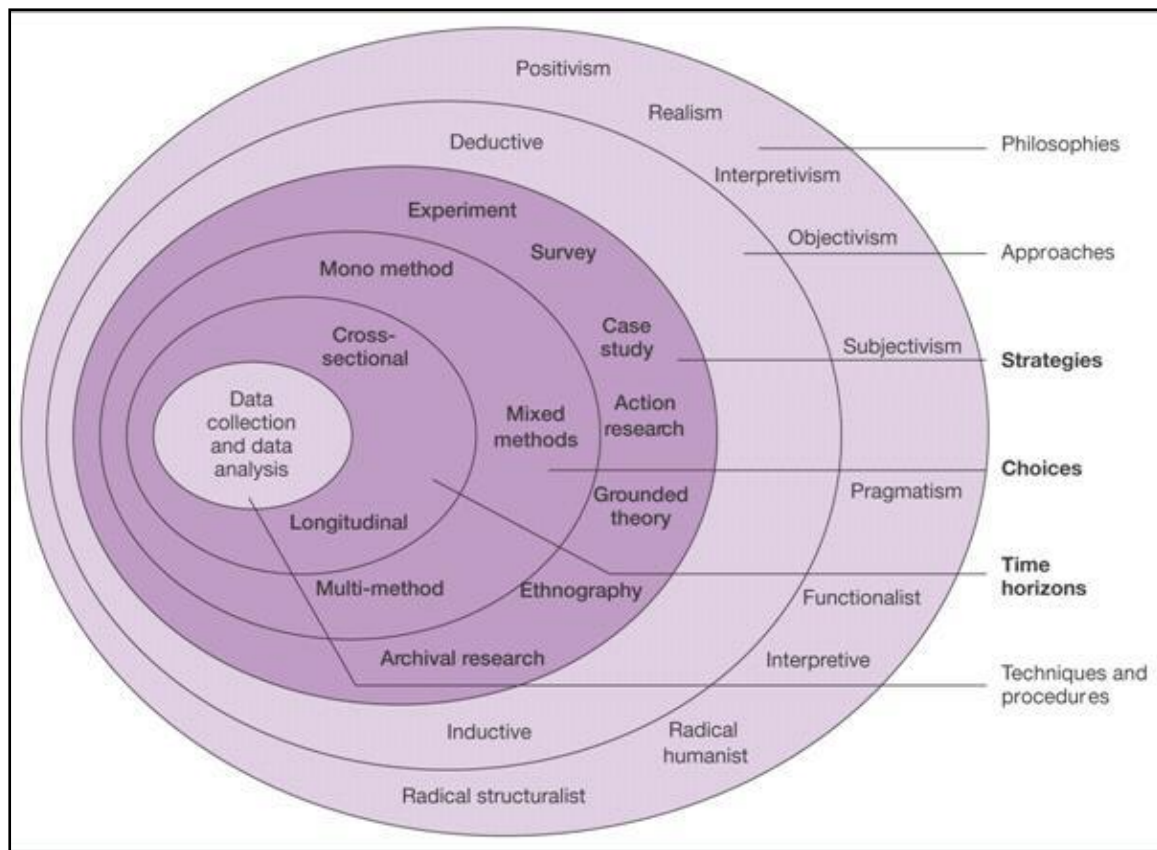 Positivism
Realism
Philosophies
Deductive
Interpretivism
Experiment
Objectivism
Survey
Approaches
Mono method
Cross-
sectional
Case
study
Subjectivism
Strategies
Data
collection
and data
analysis
Mixed
methods
Action
research
Choices
Pragmatism
Grounded
theory
Longitudinal
Time
horizons
Multi-method
Ethnography
Functionalist
Archival research
Interpretive
Techniques and
procedures
Inductive
Radical
humanist
Radical structuralist